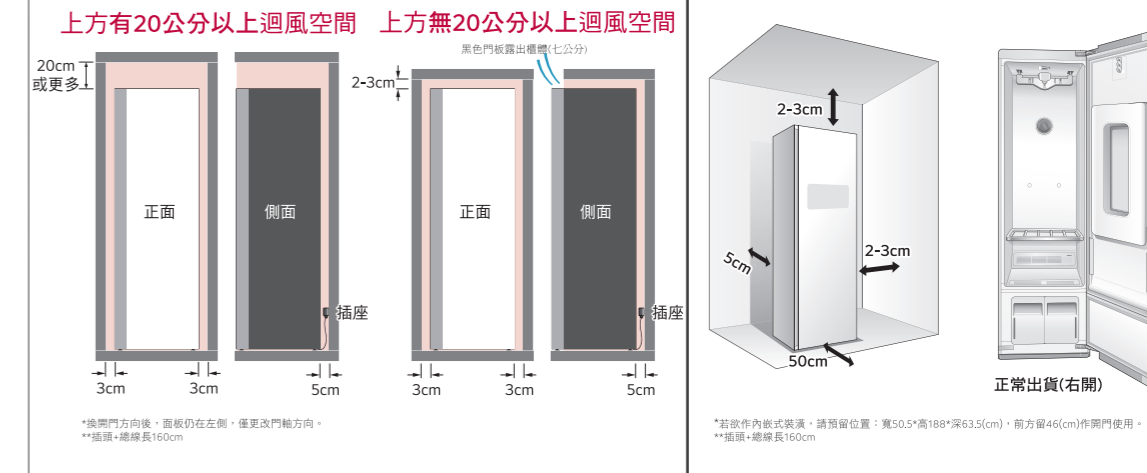 上方有20公分以上迴風空間
20cm
或更多
正面
側面
插座
3cm
3cm
5cm
上方無20公分以上迴風空間
黑色門板露出櫃體(七公分)
2-3cm
正面
側面
插座
3cm
3cm
5cm
*換開門方向後，面板仍在左側，僅更改門軸方向。
**插頭+總線長160cm
2-3cm
5cm
2-3cm
50cm
正常出貨(右開)
*若欲作內嵌式裝潢，請預留位置：寬50.5*高188*深63.5(cm)，前方留46(cm)作開門使用。
**插頭+總線長160cm